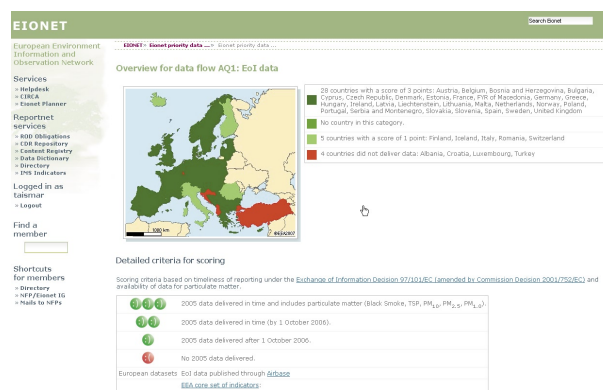 EIONET
Search Eionet
European Environment
Information and
Observation Network
Services
» Helpdesk
» CIRCA
» Eionet Planner
Reportnet
services
» ROD Obligations
» CDR Repository
» Content Registry
» Data Dictionary
» Directory
» INS Indicators
Logged in as
taismar
» Logout
Find a
member
Shortcuts
for members
» Directory
» NFP/Eionet IG
» Mails to NFPs
EIONET» Eionet priority data ...» Eionet priority data ...
Overview for data flow AQ1: EoI data
1000 km
©EEA2007
28 countries with a score of 3 points: Austria, Belgium, Bosnia and Herzegovina, Bulgaria,
Cyprus, Czech Republic, Denmark, Estonia, France, FYR of Macedonia, Germany, Greece,
Hungary, Ireland, Latvia, Liechtenstein, Lithuania, Malta, Netherlands, Norway, Poland,
Portugal, Serbia and Montenegro, Slovakia, Slovenia, Spain, Sweden, United Kingdom
No country in this category.
5 countries with a score of 1 point: Finland, Iceland, Italy, Romania, Switzerland
4 countries did not deliver data: Albania, Croatia, Luxembourg, Turkey
Detailed criteria for scoring
Scoring criteria based on timeliness of reporting under the Exchange of Information Decision 97/101/EC (amended by Commission Decision 2001/752/EC) and
availability of data for particulate matter.
2005 data delivered in time and includes particulate matter (Black Smoke, TSP, PM10, PM2.5, PM1.0).
2005 data delivered in time (by 1 October 2006).
2005 data delivered after 1 October 2006.
No 2005 data delivered.
European datasets EoI data published through Airbase
EEA core set of indicators: